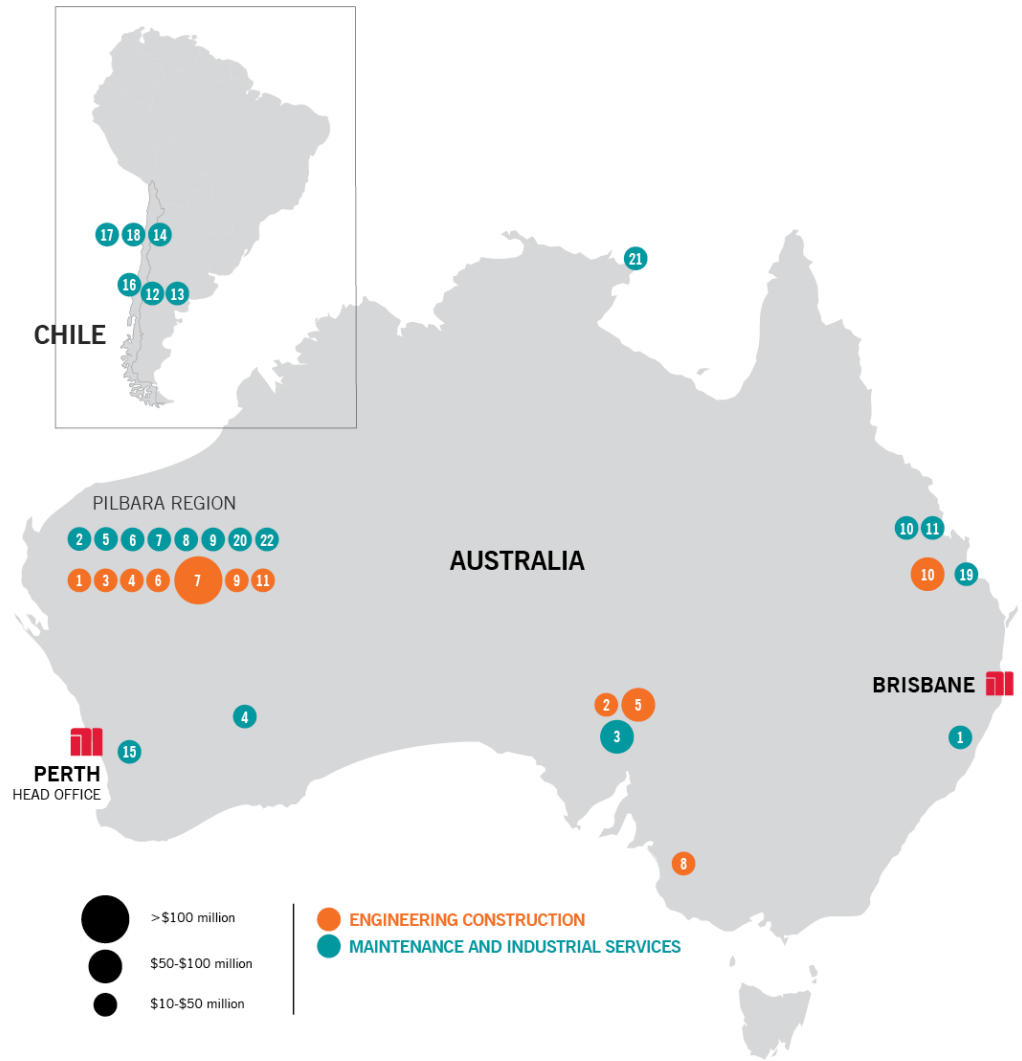 17 18 14
16 12 13
CHILE
21
PILBARA REGION
2 5 6 7 8 9 20 22
1 3 4 6 7 9 11
AUSTRALIA
10 11
10 19
BRISBANE
2 5
3
4
1
15
PERTH
HEAD OFFICE
8
>$100 million
$50-$100 million
$10-$50 million
ENGINEERING CONSTRUCTION
MAINTENANCE AND INDUSTRIAL SERVICES